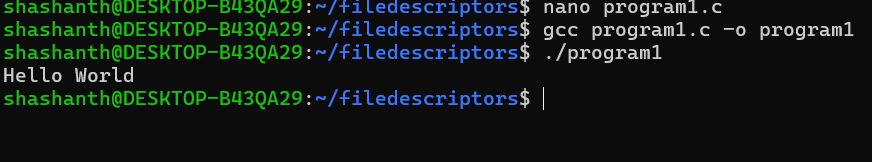 shashanth@DESKTOP-B43QA29:~/filedescriptors$ nano program1.c
shashanth@DESKTOP-B43QA29:~/filedescriptors$ gcc program1.c -o program1
shashanth@DESKTOP-B43QA29:~/filedescriptors$ ./program1
Hello World
shashanth@DESKTOP-B43QA29:~/filedescriptors$